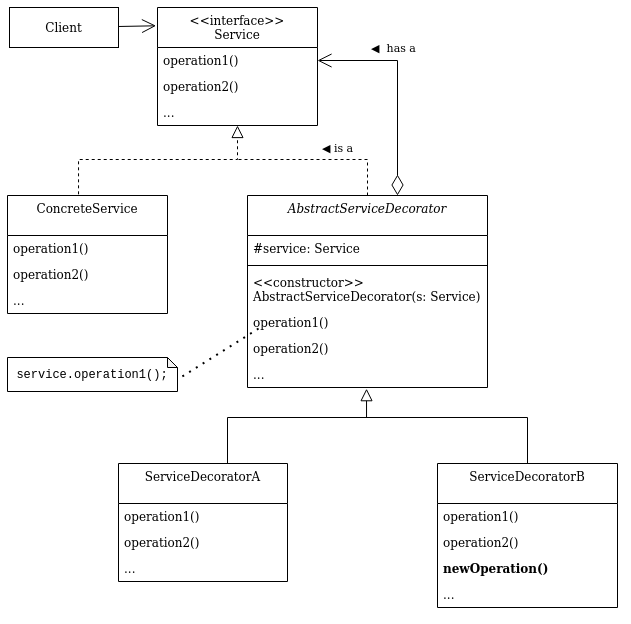 Client
<<interface>>
Service
operation1()
operation2()
...
◄ has a
◄ is a
ConcreteService
operation1()
operation2()
...
AbstractServiceDecorator
#service: Service
<<constructor>>
AbstractServiceDecorator(s: Service)
operation1()
operation2()
...
service.operation1();
ServiceDecoratorA
operation1()
operation2()
...
ServiceDecoratorB
operation1()
operation2()
newOperation()
...